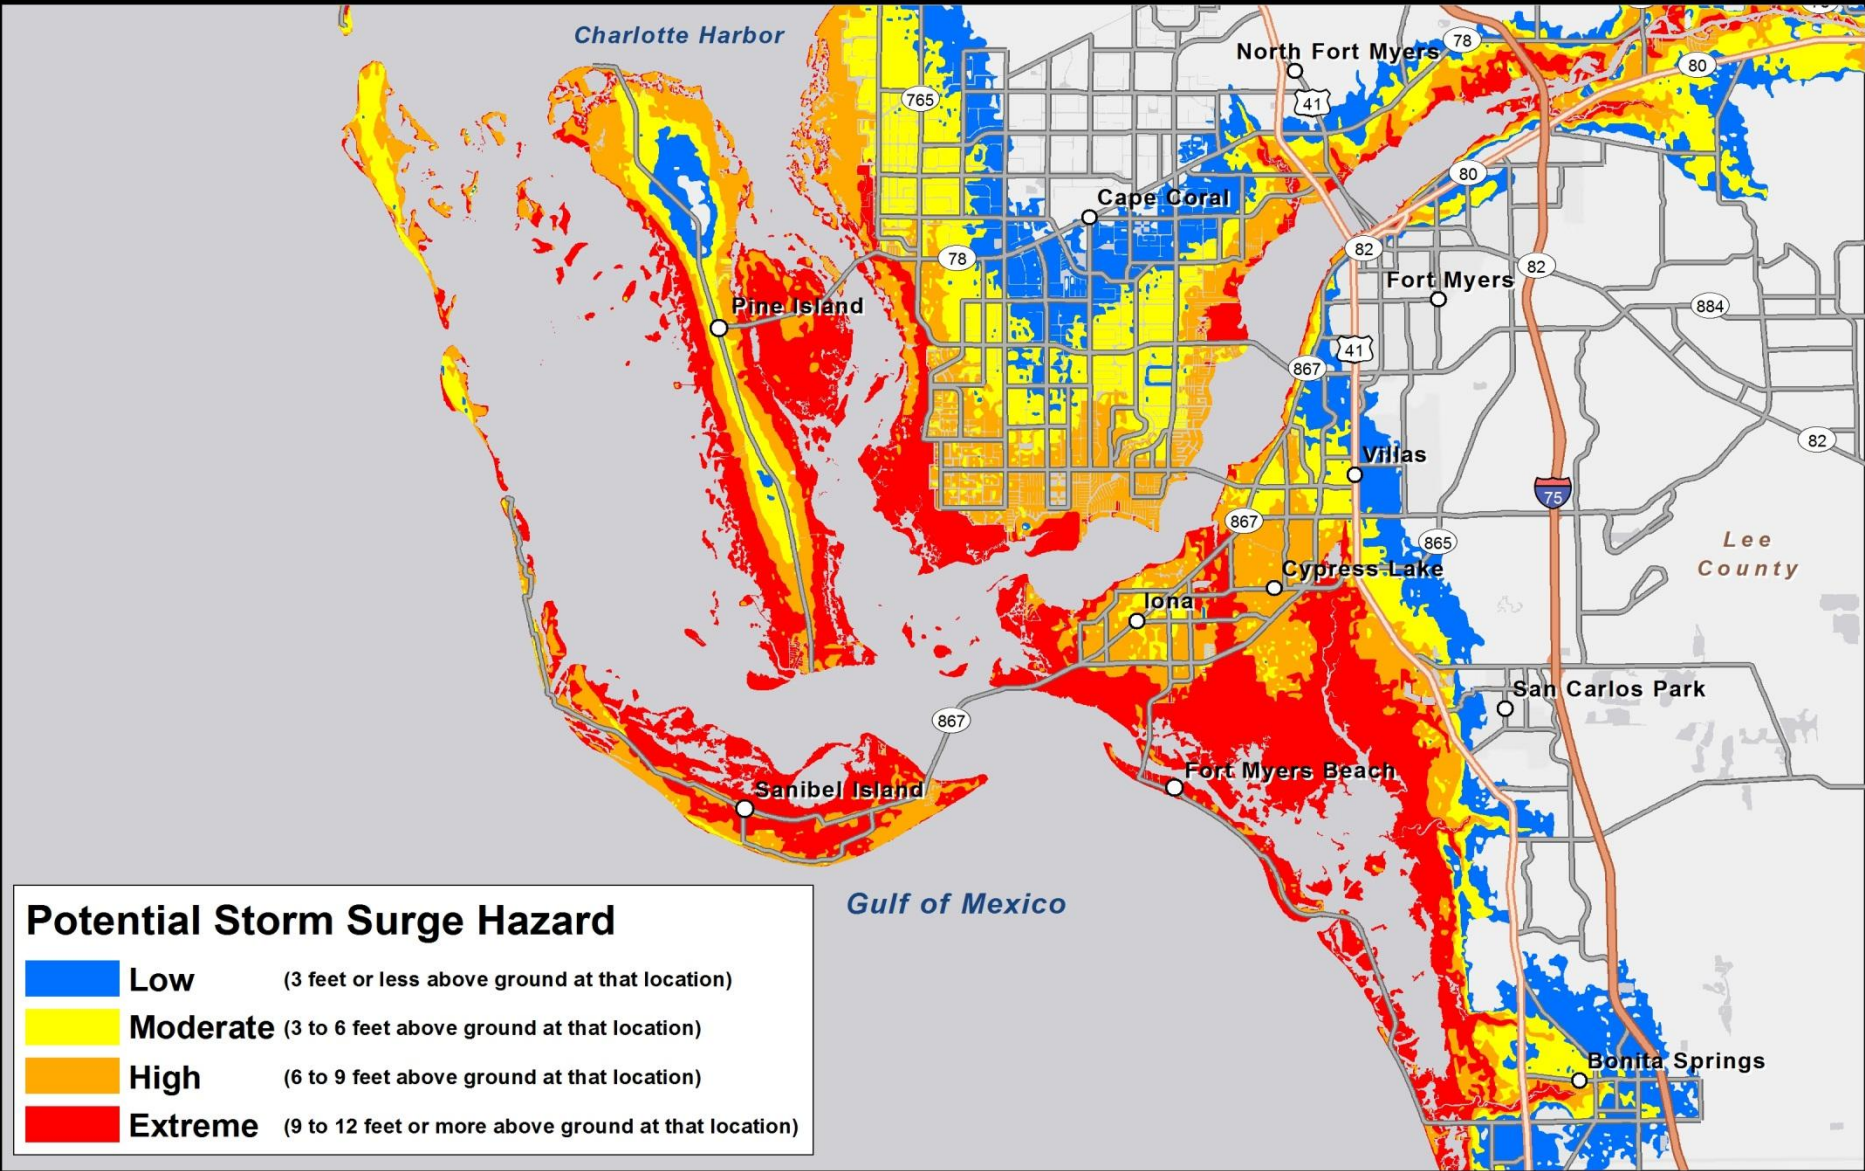 Charlotte Harbor
North Fort Myers
78
80
765
41
80
Cape Coral
82
78
82
Fort Myers
Pine Island
884
41
867
82
Villas
75
867
865
Lee
County
Cypress Lake
Iona
San Carlos Park
867
Fort Myers Beach
Sanibel Island
Gulf of Mexico
Bonita Springs
Potential Storm Surge Hazard
Low (3 feet or less above ground at that location)
Moderate (3 to 6 feet above ground at that location)
High (6 to 9 feet above ground at that location)
Extreme (9 to 12 feet or more above ground at that location)